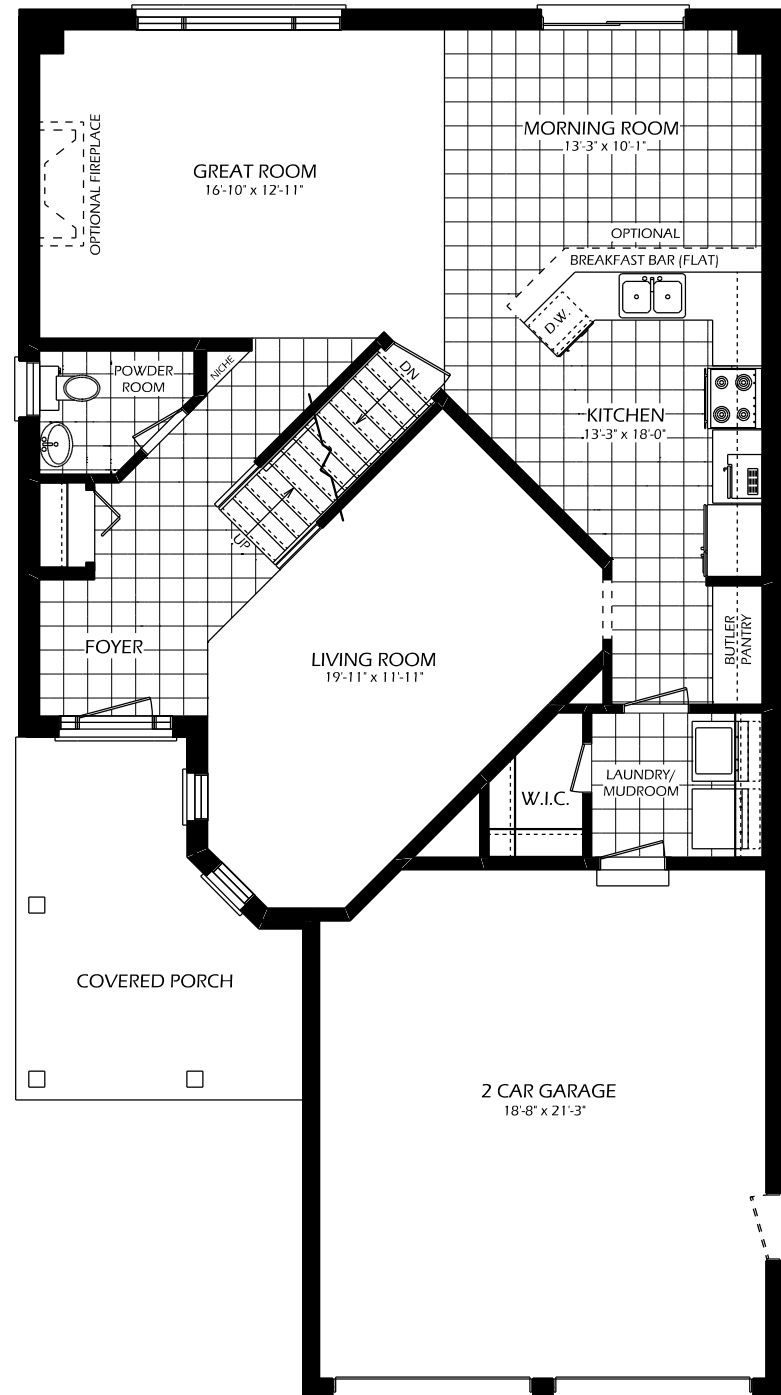 MORNING ROOM
13'-3" x 10'-1"
GREAT ROOM
16'-10" x 12'-11"
OPTIONAL FIREPLACE
OPTIONAL
BREAKFAST BAR (FLAT)
D.W.
POWDER
ROOM
NICHE
DN
KITCHEN
13'-3" x 18'-0"
UP
FOYER
LIVING ROOM
19'-11" x 11'-11"
BUTLER
PANTRY
LAUNDRY/
MUDROOM
W.I.C.
COVERED PORCH
2 CAR GARAGE
18'-8" x 21'-3"